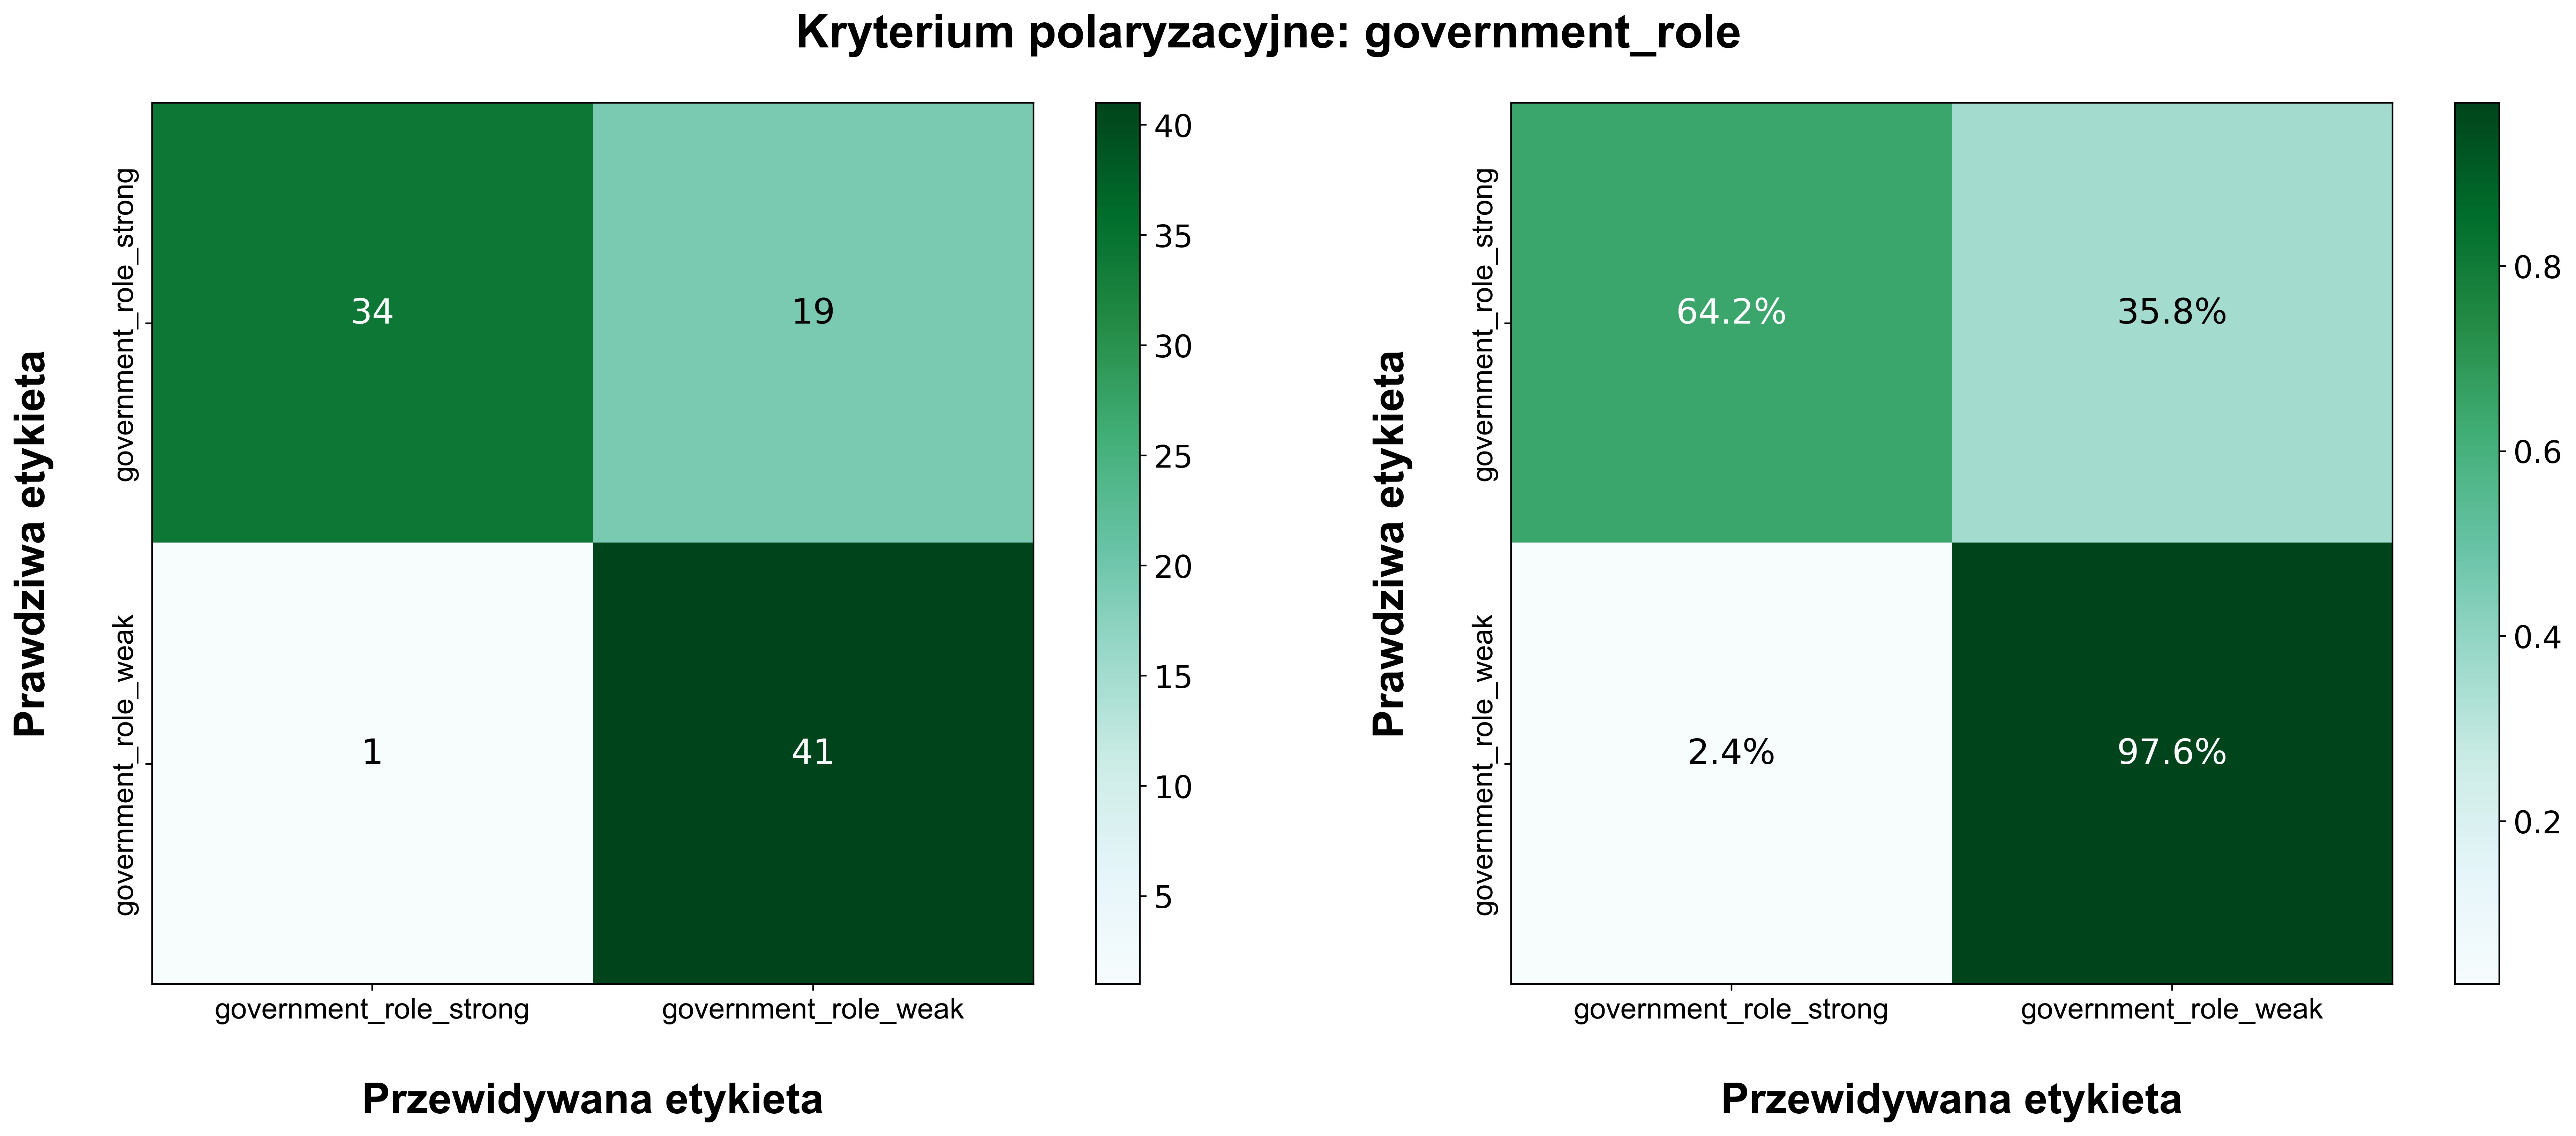 Kryterium polaryzacyjne: government_role
Prawdziwa etykieta
government_role_strong
government_role_weak
34
19
1
41
government_role_strong
government_role_weak
Przewidywana etykieta
40
35
30
25
20
15
10
5
Prawdziwa etykieta
government_role_strong
government_role_weak
64.2%
35.8%
2.4%
97.6%
government_role_strong
government_role_weak
Przewidywana etykieta
0.8
0.6
0.4
0.2